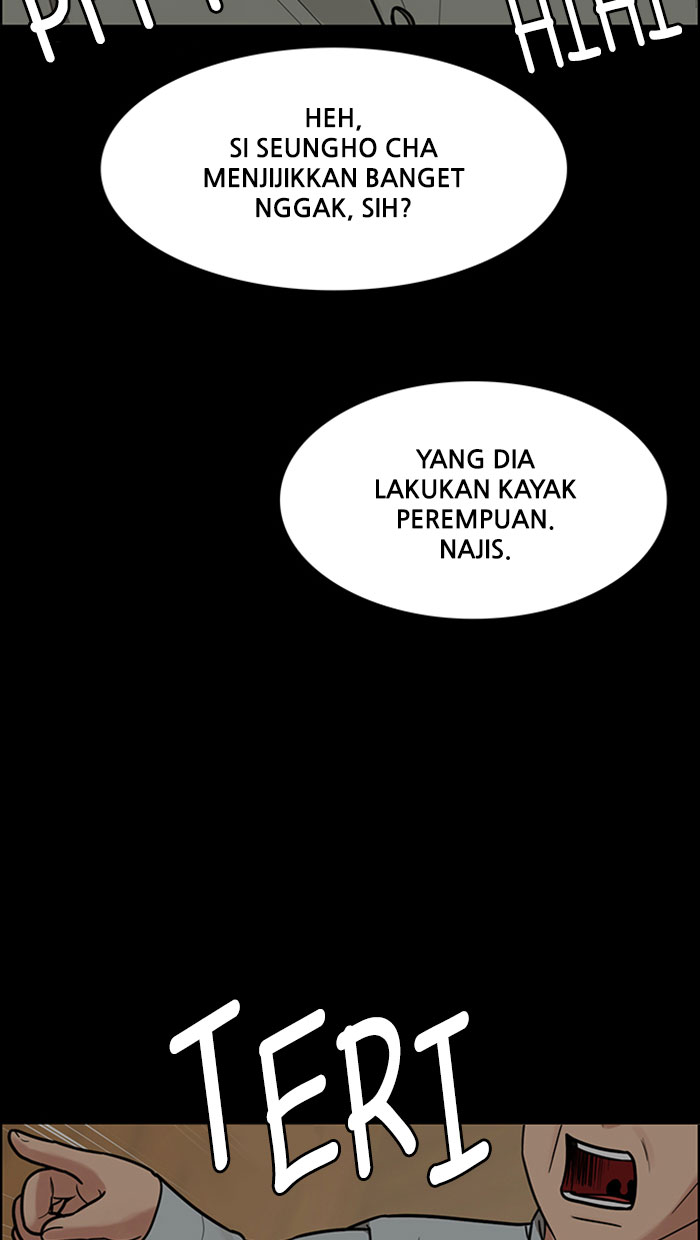 HIHI
HEH,
SI SEUNGHO CHA
MENJIJIKKAN BANGET
NGGAK, SIH?
YANG DIA
LAKUKAN KAYAK
PEREMPUAN.
NAJIS.
TERI